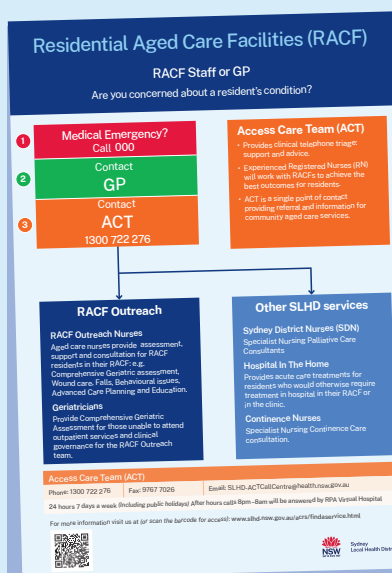 Residential Aged Care Facilities (RACF)
RACF Staff or GP
Are you concerned about a resident's condition?
1
Medical Emergency?
Call 000
2
Contact
GP
3
Contact
ACT
1300 722 276
Access Care Team (ACT)
• Provides clinical telephone triage;
support and advice.
• Experienced Registered Nurses (RN)
will work with RACFs to achieve the
best outcomes for residents.
• ACT is a single point of contact
providing referral and information for
community aged care services.
RACF Outreach
RACF Outreach Nurses
Aged care nurses provide assessment,
support and consultation for RACF
residents in their RACF; e.g.
Comprehensive Geriatric assessment,
Wound care, Falls, Behavioural issues,
Advanced Care Planning and Education.
Geriatricians
Provide Comprehensive Geriatric
Assessment for those unable to attend
outpatient services and clinical
governance for the RACF Outreach
team.
Other SLHD services
Sydney District Nurses (SDN)
Specialist Nursing Palliative Care
Consultants
Hospital In The Home
Provides acute care treatments for
residents who would otherwise require
treatment in hospital in their RACF or
in the clinic.
Continence Nurses
Specialist Nursing Continence Care
consultation.
Access Care Team (ACT)
Phone: 1300 722 276 Fax: 9767 7026 Email: SLHD-ACTCallCentre@health.nsw.gov.au
24 hours 7 days a week (including public holidays) After hours calls 8pm–8am will be answered by RPA Virtual Hospital
For more information visit us at (or scan the barcode for access): www.slhd.nsw.gov.au/acrs/findaservice.html
NSW
Sydney
Local Health Distri